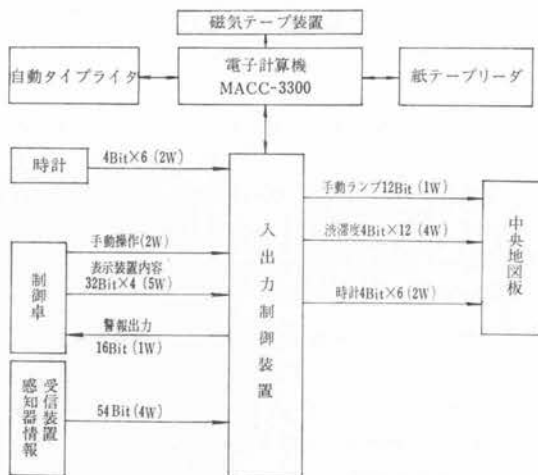 磁気テープ装置
自動タイプライタ
電子計算機
MACC-3300
紙テープリーダ
時計
4Bit×6 (2W)
手動操作(2W)
表示装置内容
32Bit×4 (5W)
制御卓
警報出力
16Bit(1W)
受信装置
感知器情報
54Bit(4W)
入出力制御装置
手動ランプ12Bit(1W)
渋滞度4Bit×12 (4W)
時計4Bit×6 (2W)
中央地図板